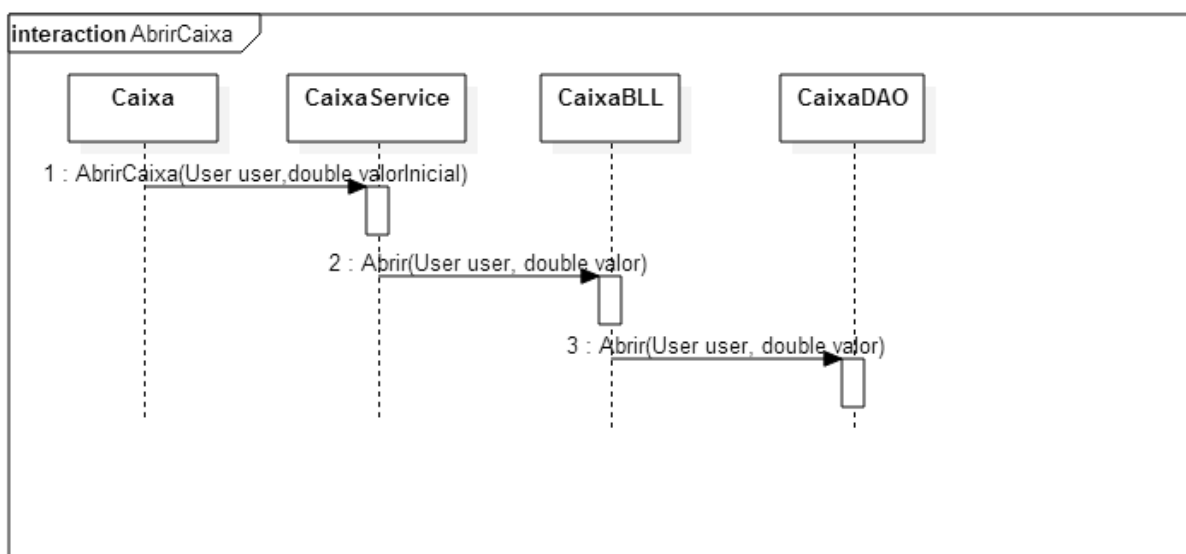 interaction AbrirCaixa
Caixa
CaixaService
CaixaBLL
CaixaDAO
1 : AbrirCaixa(User user,double valorInicial)
2 : Abrir(User user, double valor)
3 : Abrir(User user, double valor)